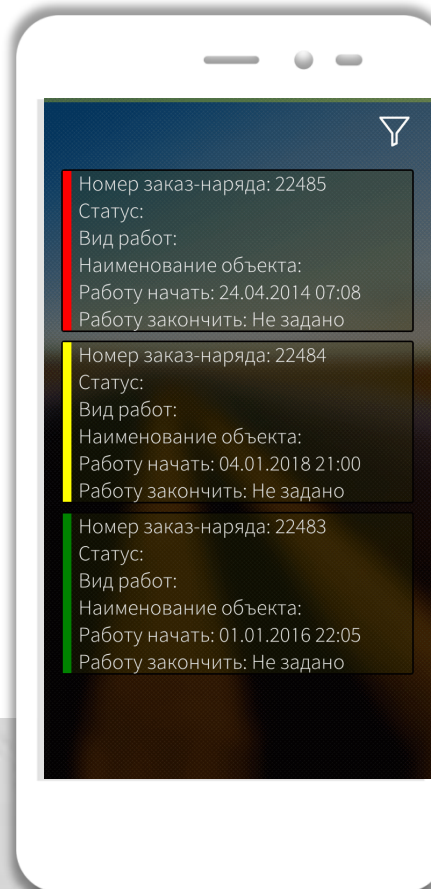 Номер заказ-наряда: 22485
Статус:
Вид работ:
Наименование объекта:
Работу начать: 24.04.2014 07:08
Работу закончить: Не задано
Номер заказ-наряда: 22484
Статус:
Вид работ:
Наименование объекта:
Работу начать: 04.01.2018 21:00
Работу закончить: Не задано
Номер заказ-наряда: 22483
Статус:
Вид работ:
Наименование объекта:
Работу начать: 01.01.2016 22:05
Работу закончить: Не задано